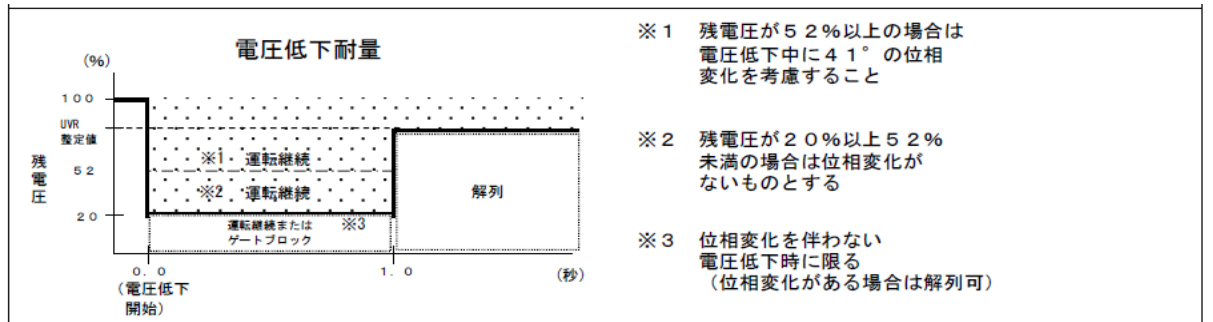 電圧低下耐量
(%)
100
UVR
整定値
残電圧
52
20
※1 運転継続
※2 運転継続
運転継続または ※3
ゲートブロック
解列
0.0
1.0
(秒)
(電圧低下
開始)
※1 残電圧が52%以上の場合は
電圧低下中に41°の位相
変化を考慮すること
※2 残電圧が20%以上52%
未満の場合は位相変化が
ないものとする
※3 位相変化を伴わない
電圧低下時に限る
(位相変化がある場合は解列可)